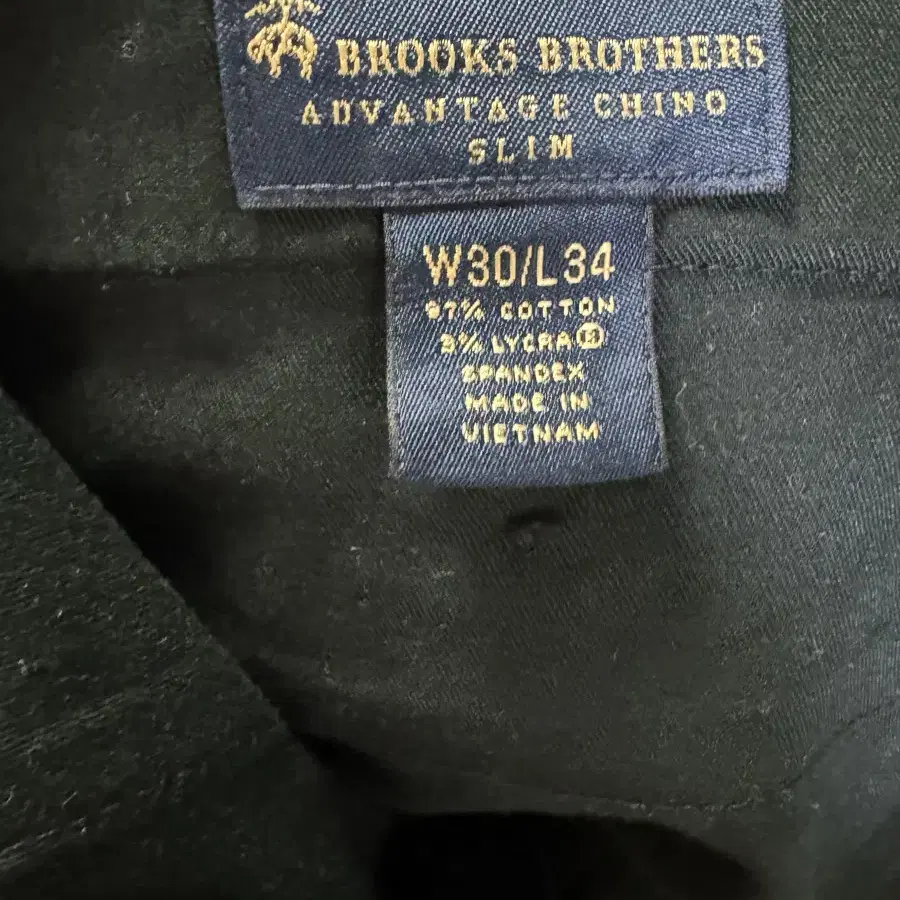 BROOKS BROTHERS
ADVANTAGE CHINO
SLIM
W30/L34
97% COTTON
3% LYCRA®
SPANDEX
MADE IN
VIETNAM